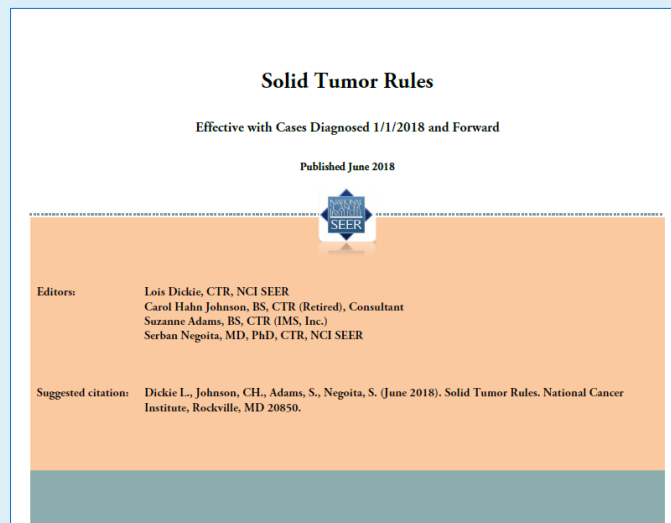 Solid Tumor Rules
Effective with Cases Diagnosed 1/1/2018 and Forward
Published June 2018
NATIONAL
CANCER
INSTITUTE
SEER
Editors: Lois Dickie, CTR, NCI SEER
Carol Hahn Johnson, BS, CTR (Retired), Consultant
Suzanne Adams, BS, CTR (IMS, Inc.)
Serban Negoita, MD, PhD, CTR, NCI SEER
Suggested citation: Dickie L., Johnson, CH., Adams, S., Negoita, S. (June 2018). Solid Tumor Rules. National Cancer
Institute, Rockville, MD 20850.